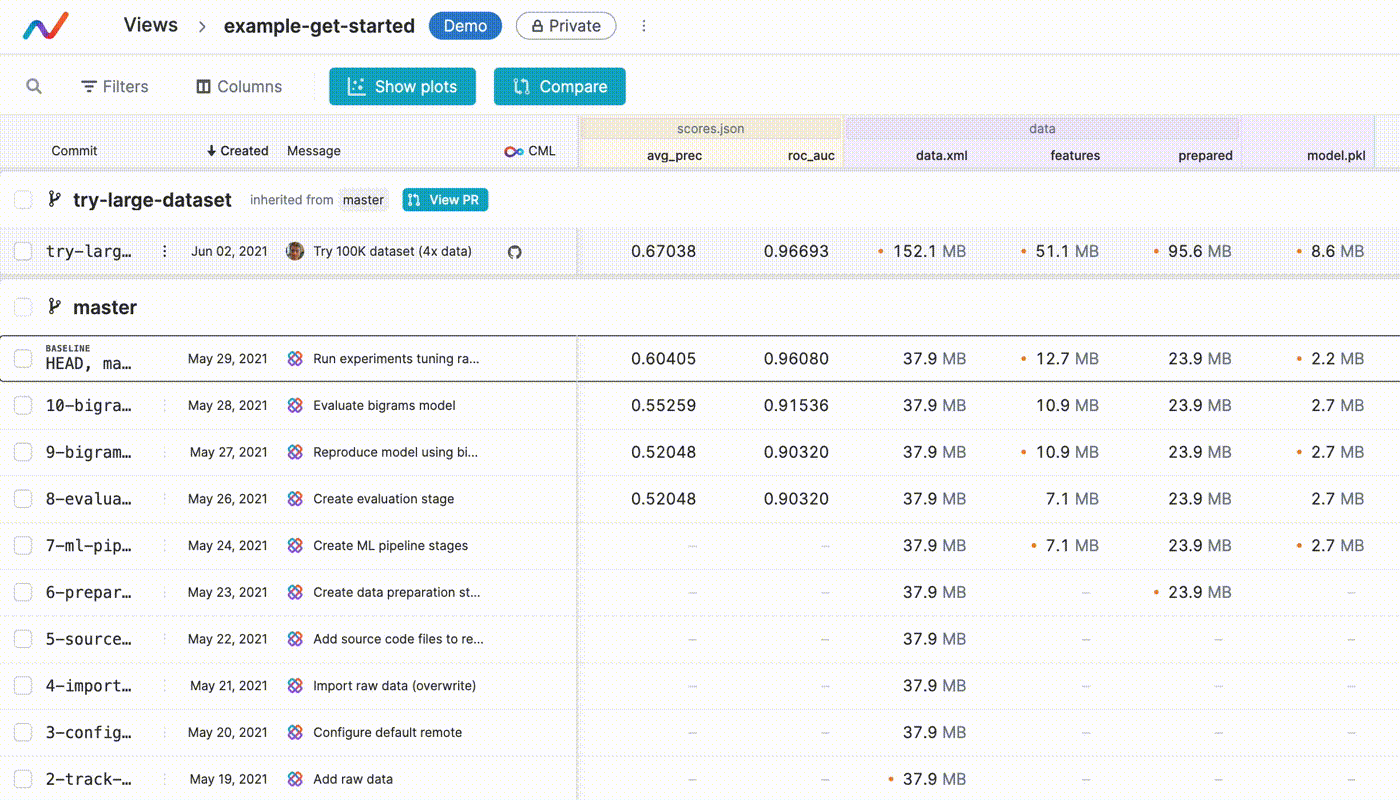 Views > example-get-started Demo Private
Filters Columns Show plots Compare
scores.json data
Commit Created Message CML avg_prec roc_auc data.xml features prepared model.pkl
try-large-dataset inherited from master View PR
try-larg… Jun 02, 2021 Try 100K dataset (4x data) 0.67038 0.96693 152.1 MB 51.1 MB 95.6 MB 8.6 MB
master
BASELINE
HEAD, ma… May 29, 2021 Run experiments tuning ra… 0.60405 0.96080 37.9 MB 12.7 MB 23.9 MB 2.2 MB
10-bigra… May 28, 2021 Evaluate bigrams model 0.55259 0.91536 37.9 MB 10.9 MB 23.9 MB 2.7 MB
9-bigram… May 27, 2021 Reproduce model using bi… 0.52048 0.90320 37.9 MB 10.9 MB 23.9 MB 2.7 MB
8-evalua… May 26, 2021 Create evaluation stage 0.52048 0.90320 37.9 MB 7.1 MB 23.9 MB 2.7 MB
7-ml-pip… May 24, 2021 Create ML pipeline stages — — 37.9 MB 7.1 MB 23.9 MB 2.7 MB
6-prepar… May 23, 2021 Create data preparation st… — — 37.9 MB — 23.9 MB —
5-source… May 22, 2021 Add source code files to re… — — 37.9 MB — — —
4-import… May 21, 2021 Import raw data (overwrite) — — 37.9 MB — — —
3-config… May 20, 2021 Configure default remote — — 37.9 MB — — —
2-track-… May 19, 2021 Add raw data — — 37.9 MB — — —